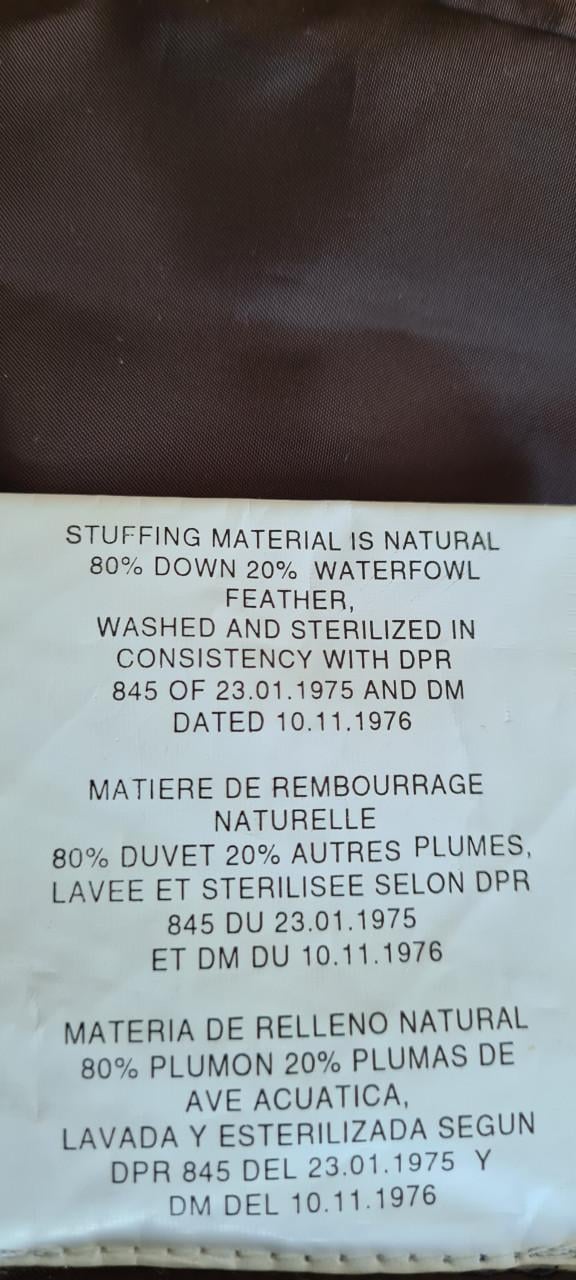 STUFFING MATERIAL IS NATURAL
80% DOWN 20% WATERFOWL
FEATHER,
WASHED AND STERILIZED IN
CONSISTENCY WITH DPR
845 OF 23.01.1975 AND DM
DATED 10.11.1976
MATIERE DE REMBOURRAGE
NATURELLE
80% DUVET 20% AUTRES PLUMES,
LAVEE ET STERILISEE SELON DPR
845 DU 23.01.1975
ET DM DU 10.11.1976
MATERIA DE RELLENO NATURAL
80% PLUMON 20% PLUMAS DE
AVE ACUATICA,
LAVADA Y ESTERILIZADA SEGUN
DPR 845 DEL 23.01.1975 Y
DM DEL 10.11.1976